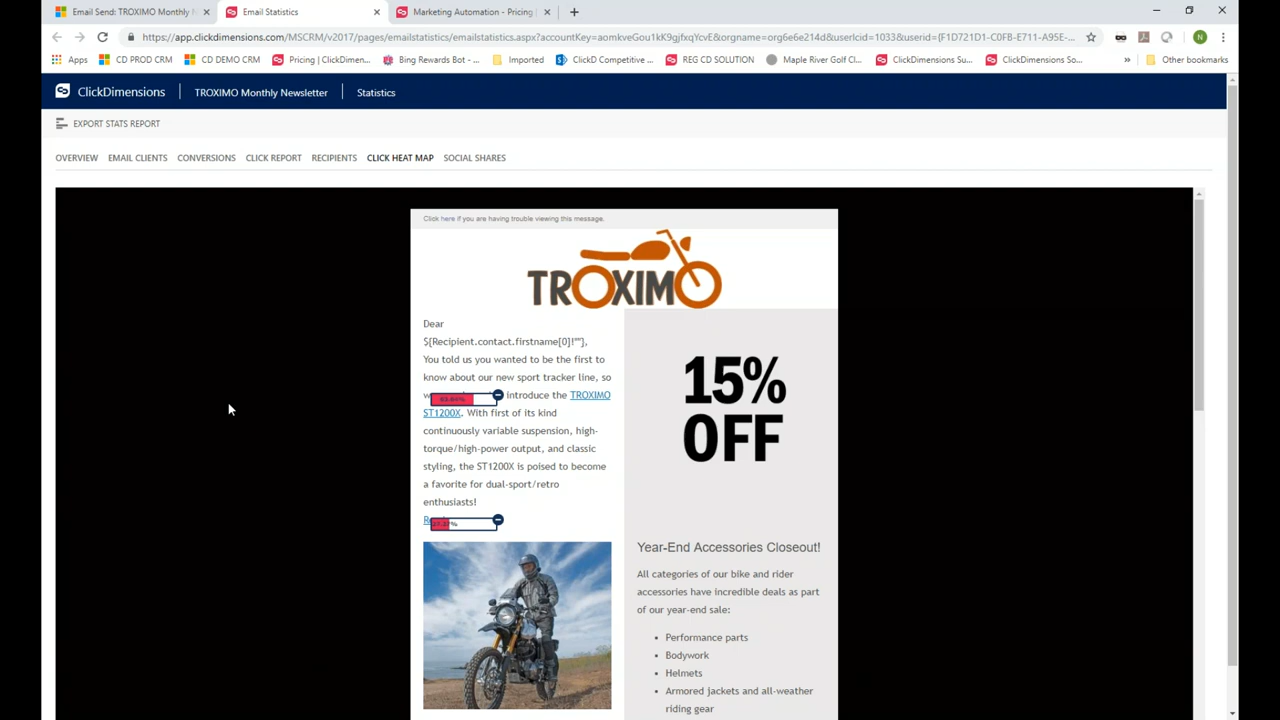 Email Send: TROXIMO Monthly
Email Statistics
Marketing Automation - Pricing
https://app.clickdimensions.com/MSCRM/v2017/pages/emailstatistics/emailstatistics.aspx?accountKey=aomkveGou1kK9gjfxqYcvE&orgname=org6e6e214d&userlcid=1033&userid={F1D721D1-C0FB-E711-A95E-...
N
Apps
CD PROD CRM
CD DEMO CRM
Pricing | ClickDimen...
Bing Rewards Bot - ...
Imported
ClickD Competitive ...
REG CD SOLUTION
Maple River Golf Cl...
ClickDimensions Su...
ClickDimensions So...
»
Other bookmarks
ClickDimensions
TROXIMO Monthly Newsletter
Statistics
EXPORT STATS REPORT
OVERVIEW
EMAIL CLIENTS
CONVERSIONS
CLICK REPORT
RECIPIENTS
CLICK HEAT MAP
SOCIAL SHARES
Click here if you are having trouble viewing this message.
TROXIMO
Dear
${Recipient.contact.firstname[0]!""},
You told us you wanted to be the first to
know about our new sport tracker line, so
introduce the TROXIMO
ST1200X. With first of its kind
continuously variable suspension, high-
torque/high-power output, and classic
styling, the ST1200X is poised to become
a favorite for dual-sport/retro
enthusiasts!
15%
OFF
Year-End Accessories Closeout!
All categories of our bike and rider
accessories have incredible deals as part
of our year-end sale:
• Performance parts
• Bodywork
• Helmets
• Armored jackets and all-weather
riding gear